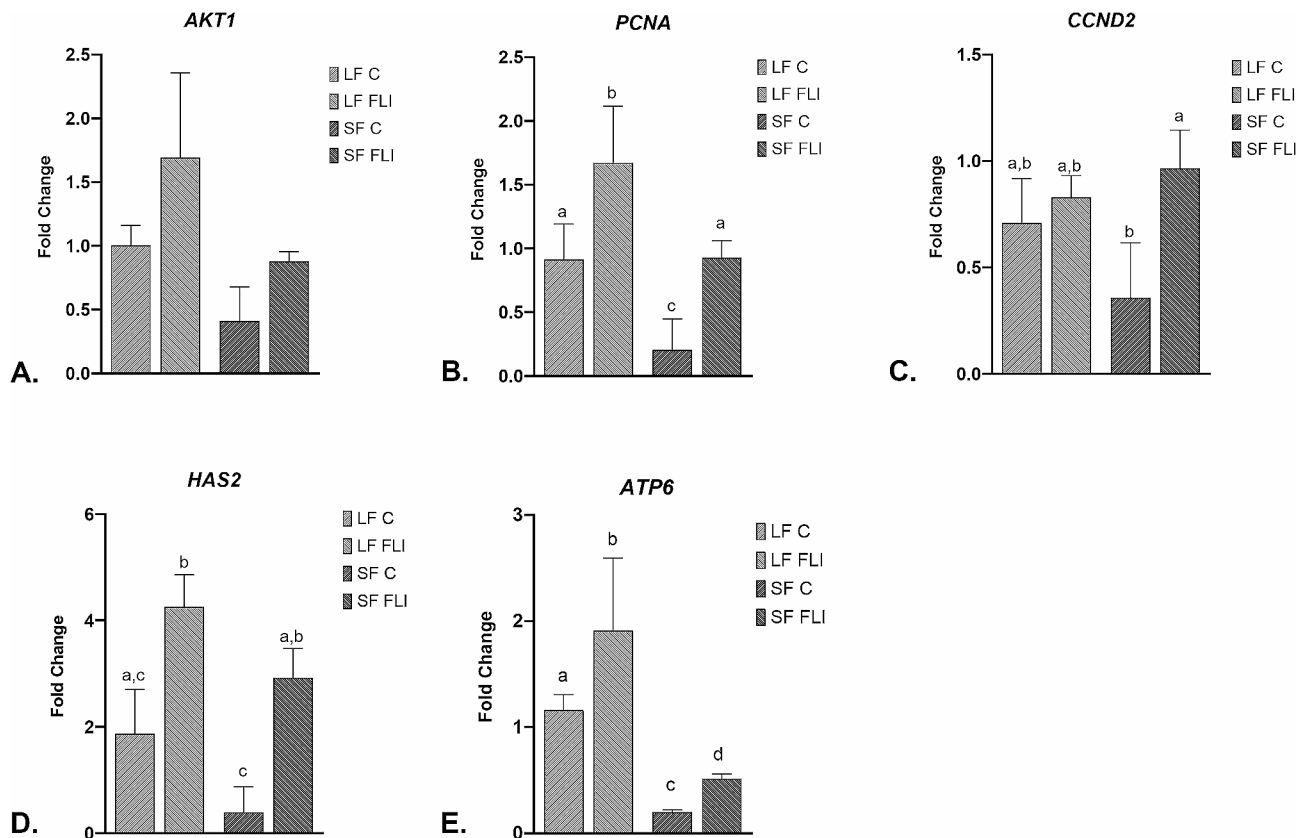 AKT1
2.5
2.0
1.5
1.0
0.5
0.0
Fold Change
LF C
LF FLI
SF C
SF FLI
A.
PCNA
2.5
2.0
1.5
1.0
0.5
0.0
Fold Change
a
b
c
a
LF C
LF FLI
SF C
SF FLI
B.
CCND2
1.5
1.0
0.5
0.0
Fold Change
a,b
a,b
b
a
LF C
LF FLI
SF C
SF FLI
C.
HAS2
6
4
2
0
Fold Change
a,c
b
c
a,b
LF C
LF FLI
SF C
SF FLI
D.
ATP6
3
2
1
0
Fold Change
a
b
c
d
LF C
LF FLI
SF C
SF FLI
E.